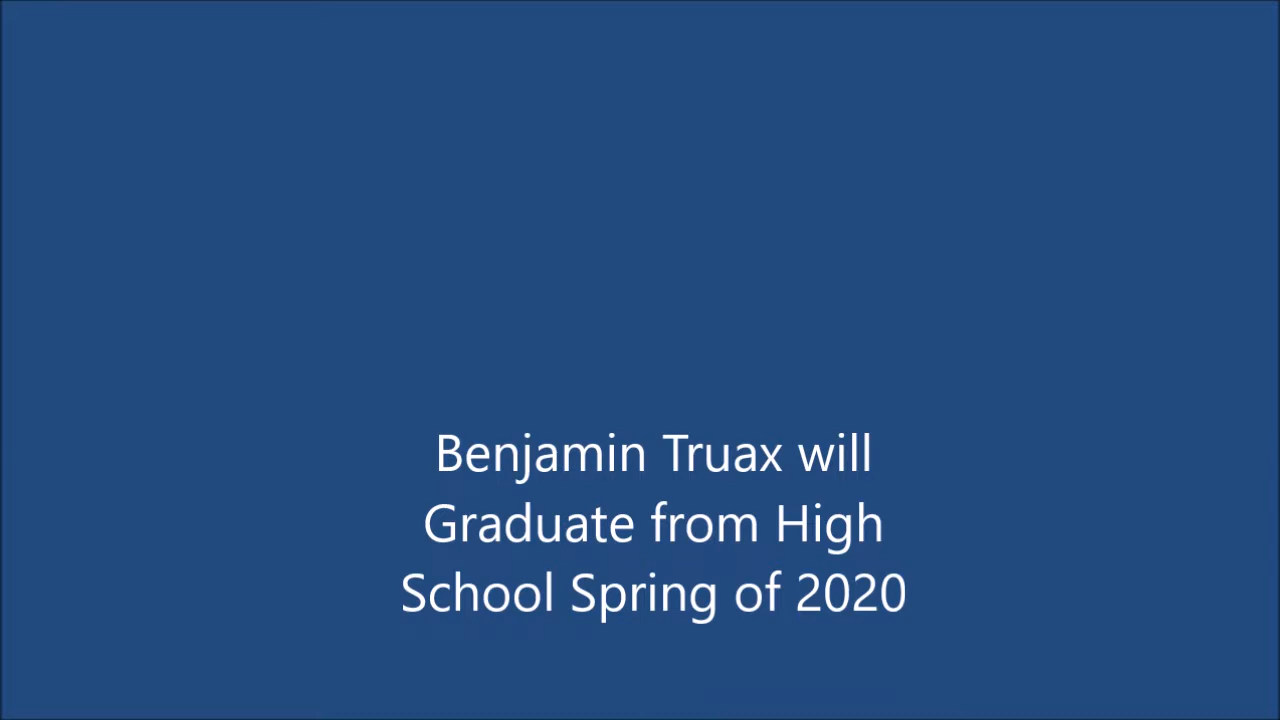 Benjamin Truax will
Graduate from High
School Spring of 2020